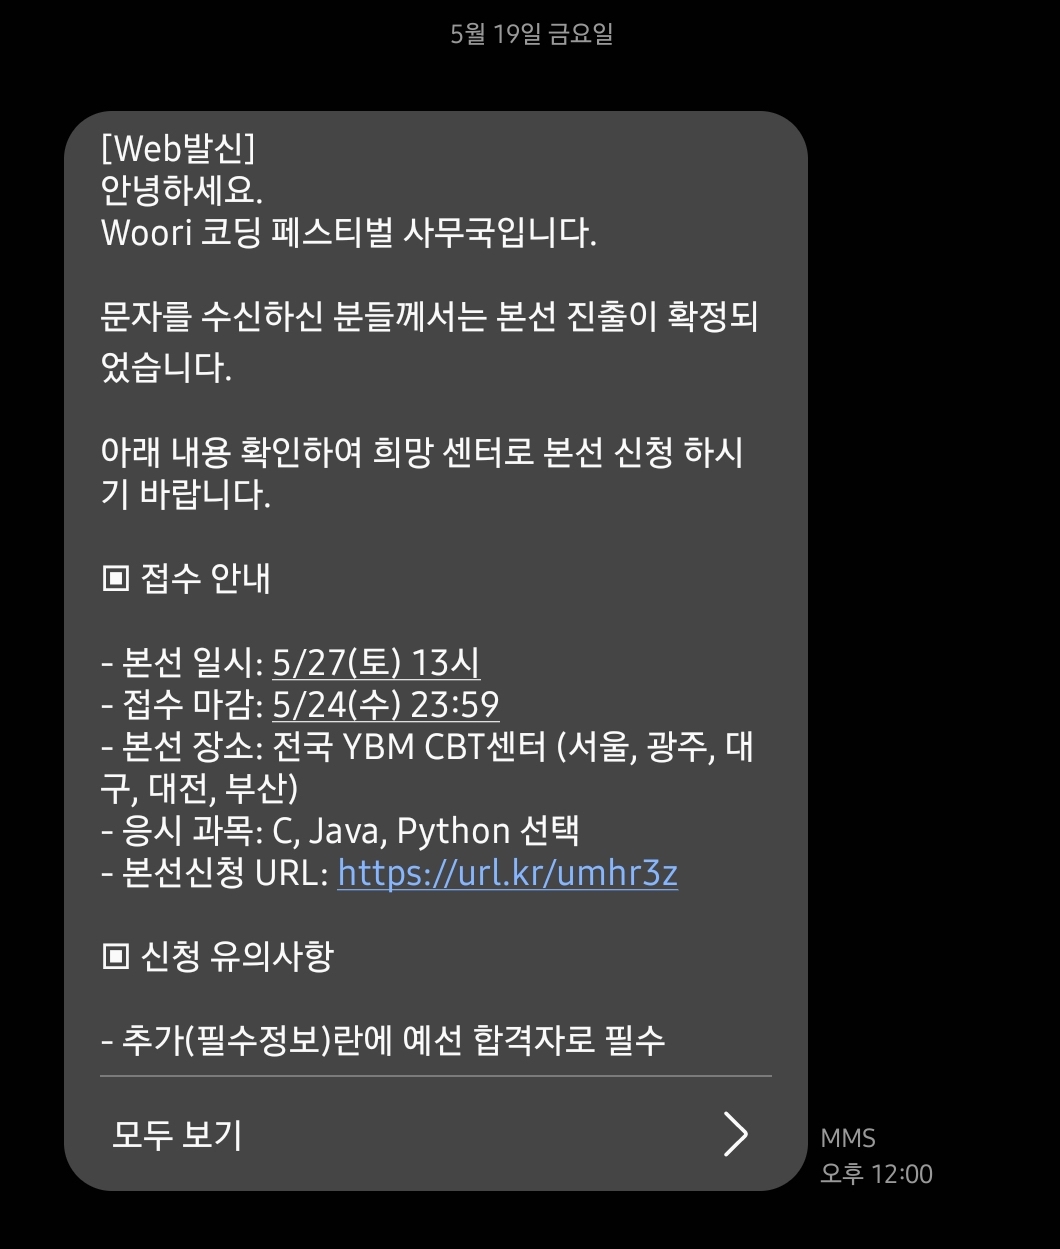 5월 19일 금요일
[Web발신]
안녕하세요.
Woori 코딩 페스티벌 사무국입니다.
문자를 수신하신 분들께서는 본선 진출이 확정되
었습니다.
아래 내용 확인하여 희망 센터로 본선 신청 하시
기 바랍니다.
▣ 접수 안내
- 본선 일시: 5/27(토) 13시
- 접수 마감: 5/24(수) 23:59
- 본선 장소: 전국 YBM CBT센터 (서울, 광주, 대
구, 대전, 부산)
- 응시 과목: C, Java, Python 선택
- 본선신청 URL: https://url.kr/umhr3z
▣ 신청 유의사항
- 추가(필수정보)란에 예선 합격자로 필수
모두 보기
MMS
오후 12:00